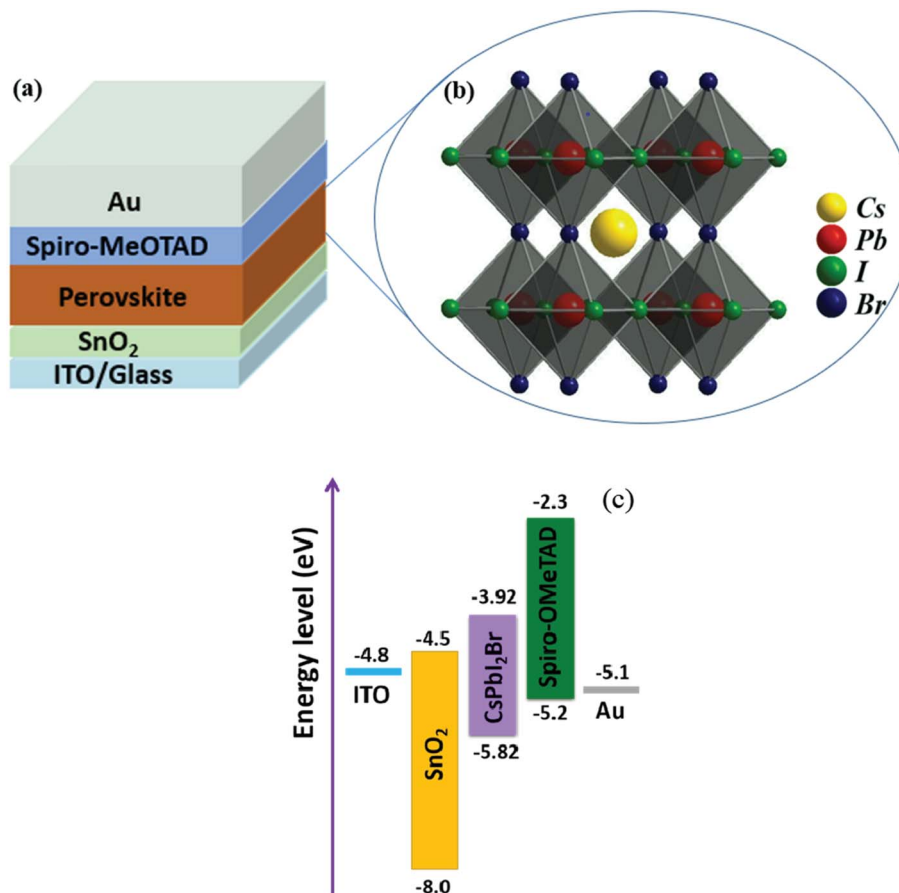 (a)
Au
Spiro-MeOTAD
Perovskite
SnO₂
ITO/Glass
(b)
Cs
Pb
I
Br
(c)
Energy level (eV)
-4.8
ITO
-4.5
SnO₂
-8.0
-3.92
CsPbI₂Br
-5.82
-2.3
Spiro-OMeTAD
-5.2
-5.1
Au